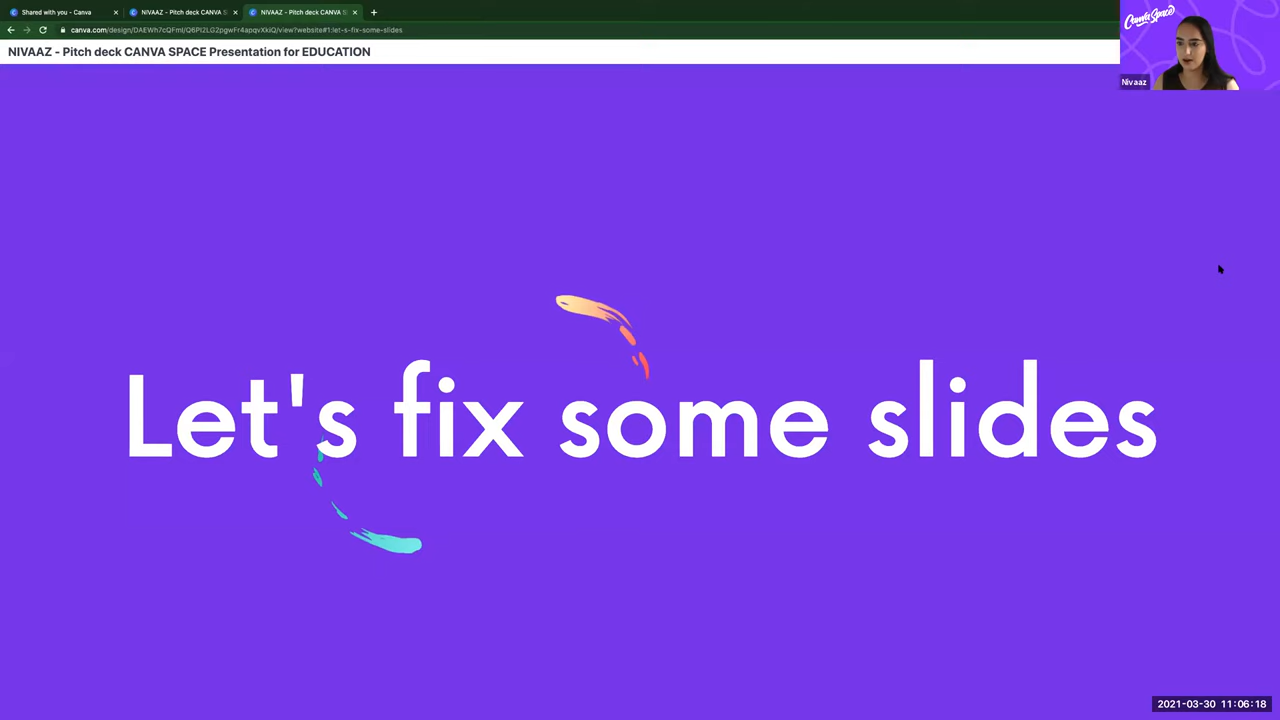 Shared with you - Canva
NIVAAZ - Pitch deck CANVA S
NIVAAZ - Pitch deck CANVA S
canva.com/design/DAEWh7cQFmI/Q6PI2LG2pgwFr4apqvXkiQ/view?website#1:let-s-fix-some-slides
NIVAAZ - Pitch deck CANVA SPACE Presentation for EDUCATION
Canva Space
Nivaaz
Let's fix some slides
2021-03-30 11:06:18